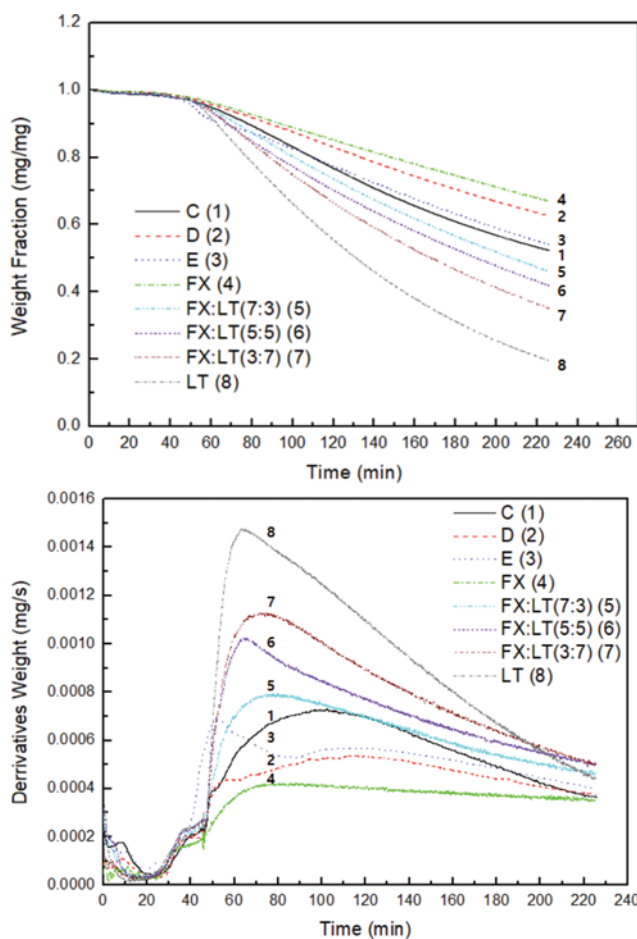 1.0
0.8
0.6
0.4
0.2
0.0
Weight Fraction (mg/mg)
C (1)
D (2)
E (3)
FX (4)
FX:LT(7:3) (5)
FX:LT(5:5) (6)
FX:LT(3:7) (7)
LT (8)
4
2
3
1
5
6
7
8
0 20 40 60 80 100 120 140 160 180 200 220 240 260
Time (min)
0.0016
0.0014
0.0012
0.0010
0.0008
0.0006
0.0004
0.0002
0.0000
Derrivatives Weight (mg/s)
8
7
6
5
1
3
2
4
C (1)
D (2)
E (3)
FX (4)
FX:LT(7:3) (5)
FX:LT(5:5) (6)
FX:LT(3:7) (7)
LT (8)
0 20 40 60 80 100 120 140 160 180 200 220 240
Time (min)